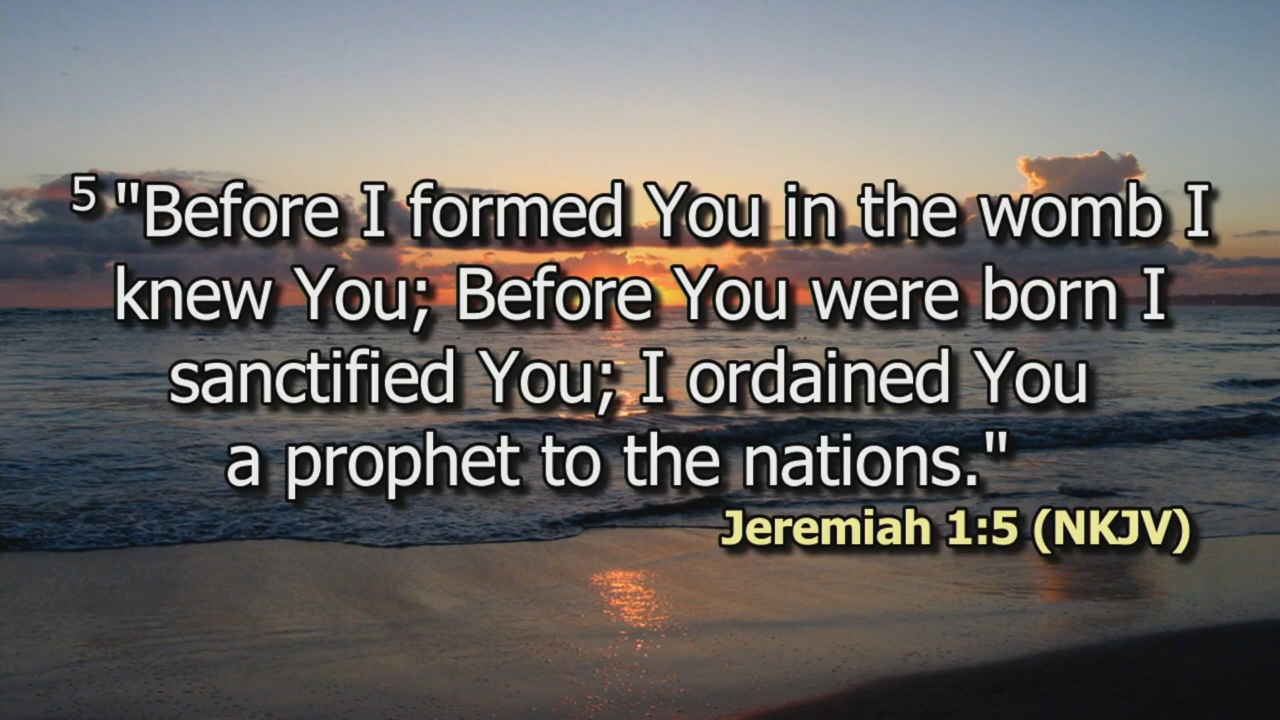 5 "Before I formed You in the womb I
knew You; Before You were born I
sanctified You; I ordained You
a prophet to the nations."
Jeremiah 1:5 (NKJV)